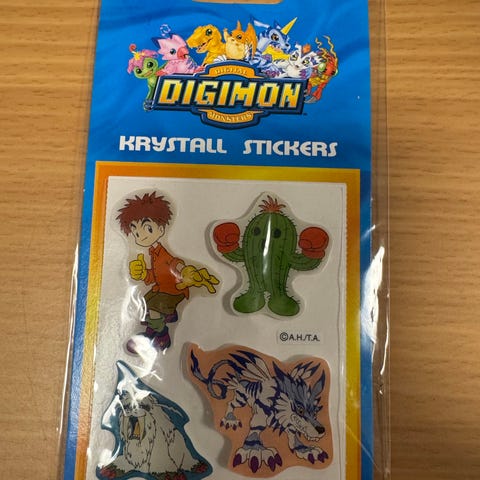 DIGITAL
DIGIMON
MONSTERS
KRYSTALL STICKERS
©A.H./T.A.